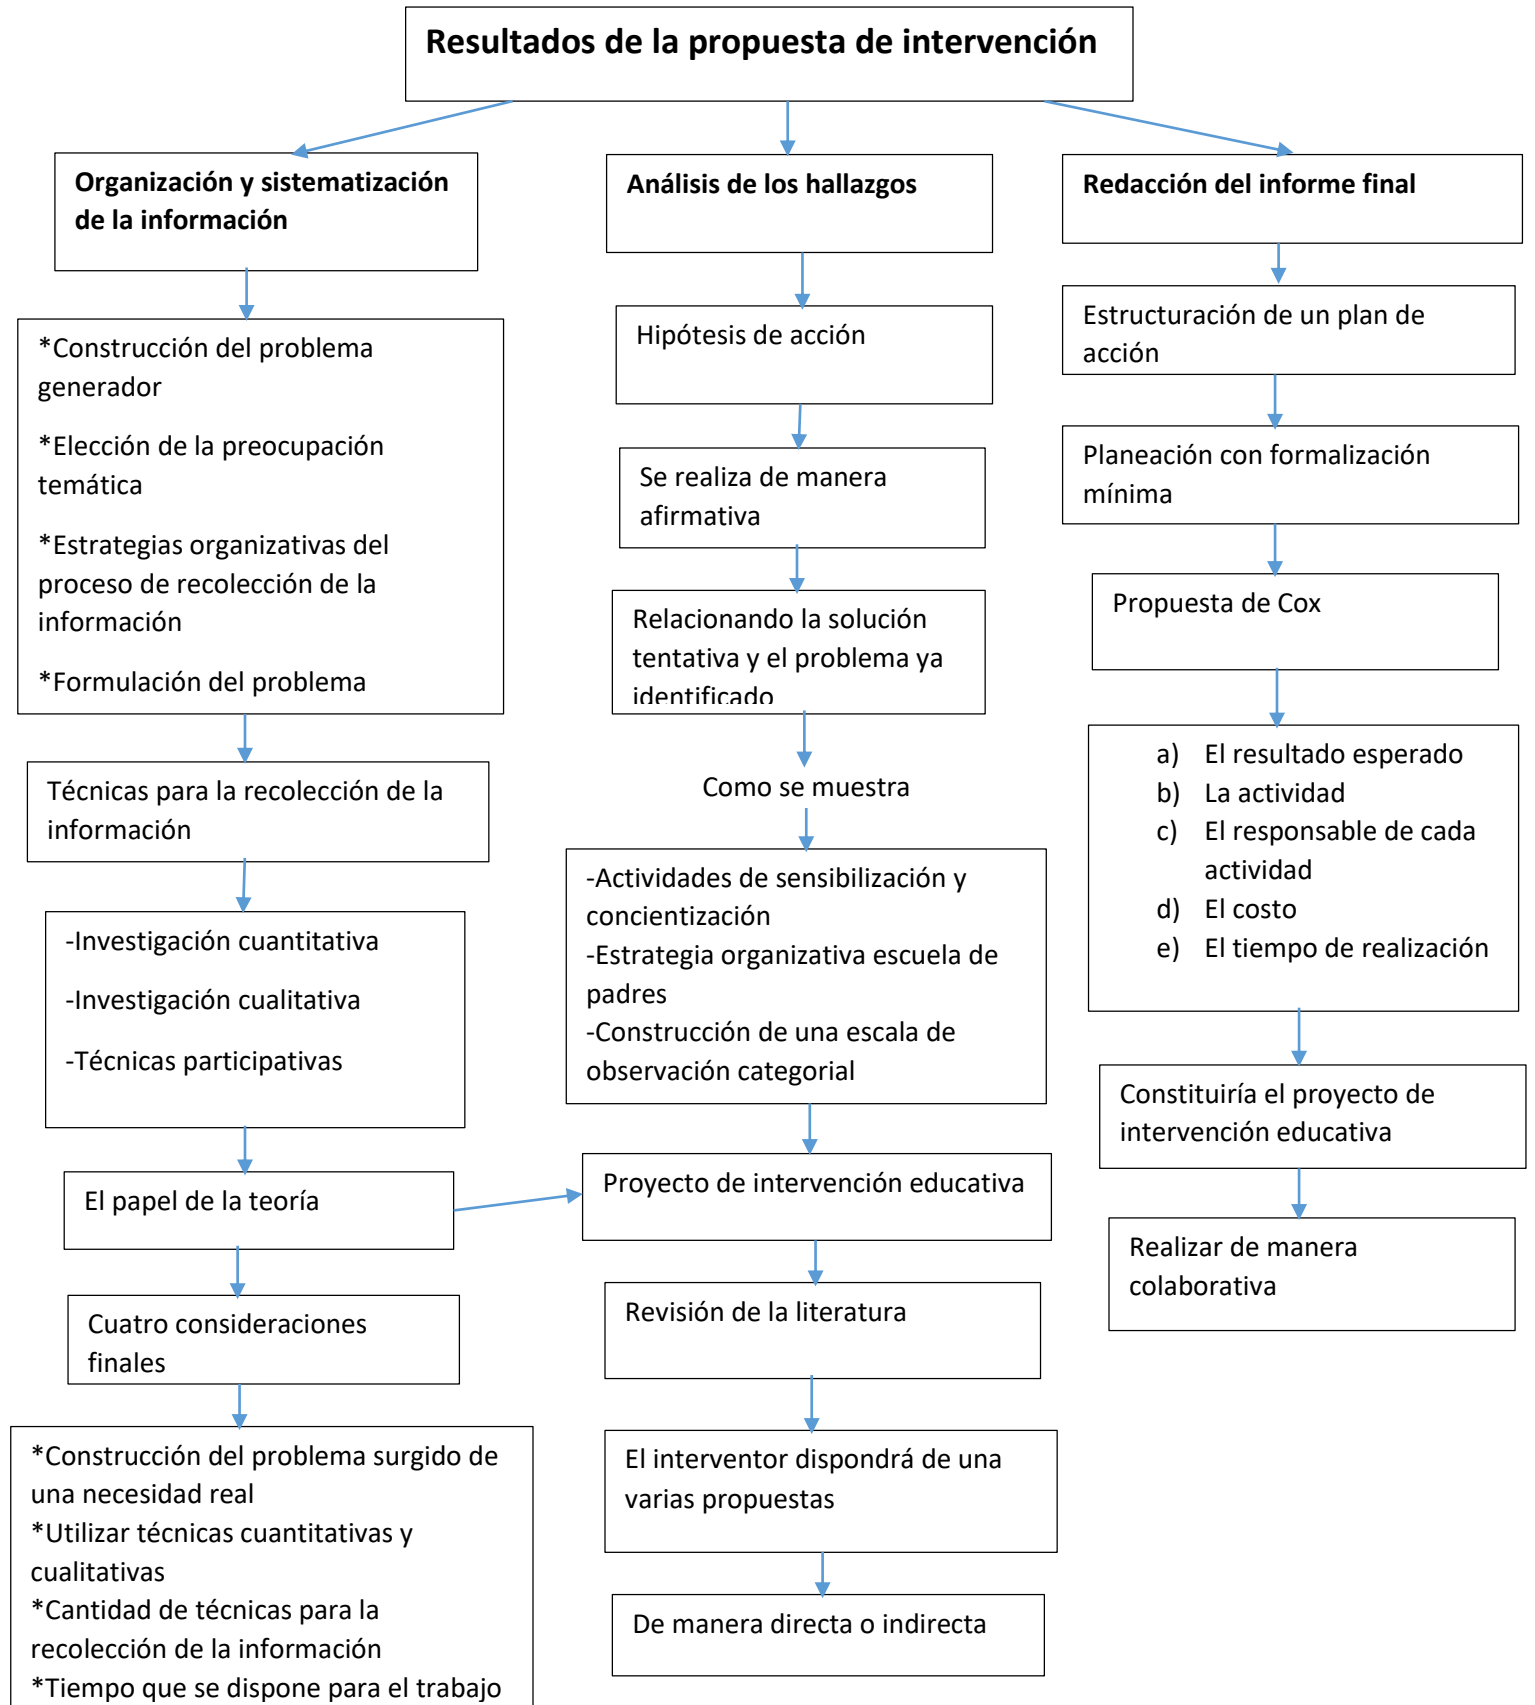 Resultados de la propuesta de intervención
Organización y sistematización
de la información
*Construcción del problema
generador
*Elección de la preocupación
temática
*Estrategias organizativas del
proceso de recolección de la
información
*Formulación del problema
Técnicas para la recolección de la
información
-Investigación cuantitativa
-Investigación cualitativa
-Técnicas participativas
El papel de la teoría
Cuatro consideraciones
finales
*Construcción del problema surgido de
una necesidad real
*Utilizar técnicas cuantitativas y
cualitativas
*Cantidad de técnicas para la
recolección de la información
*Tiempo que se dispone para el trabajo
Análisis de los hallazgos
Hipótesis de acción
Se realiza de manera
afirmativa
Relacionando la solución
tentativa y el problema ya
identificado
Como se muestra
-Actividades de sensibilización y
concientización
-Estrategia organizativa escuela de
padres
-Construcción de una escala de
observación categorial
Proyecto de intervención educativa
Revisión de la literatura
El interventor dispondrá de una
varias propuestas
De manera directa o indirecta
Redacción del informe final
Estructuración de un plan de
acción
Planeación con formalización
mínima
Propuesta de Cox
a) El resultado esperado
b) La actividad
c) El responsable de cada
actividad
d) El costo
e) El tiempo de realización
Constituiría el proyecto de
intervención educativa
Realizar de manera
colaborativa